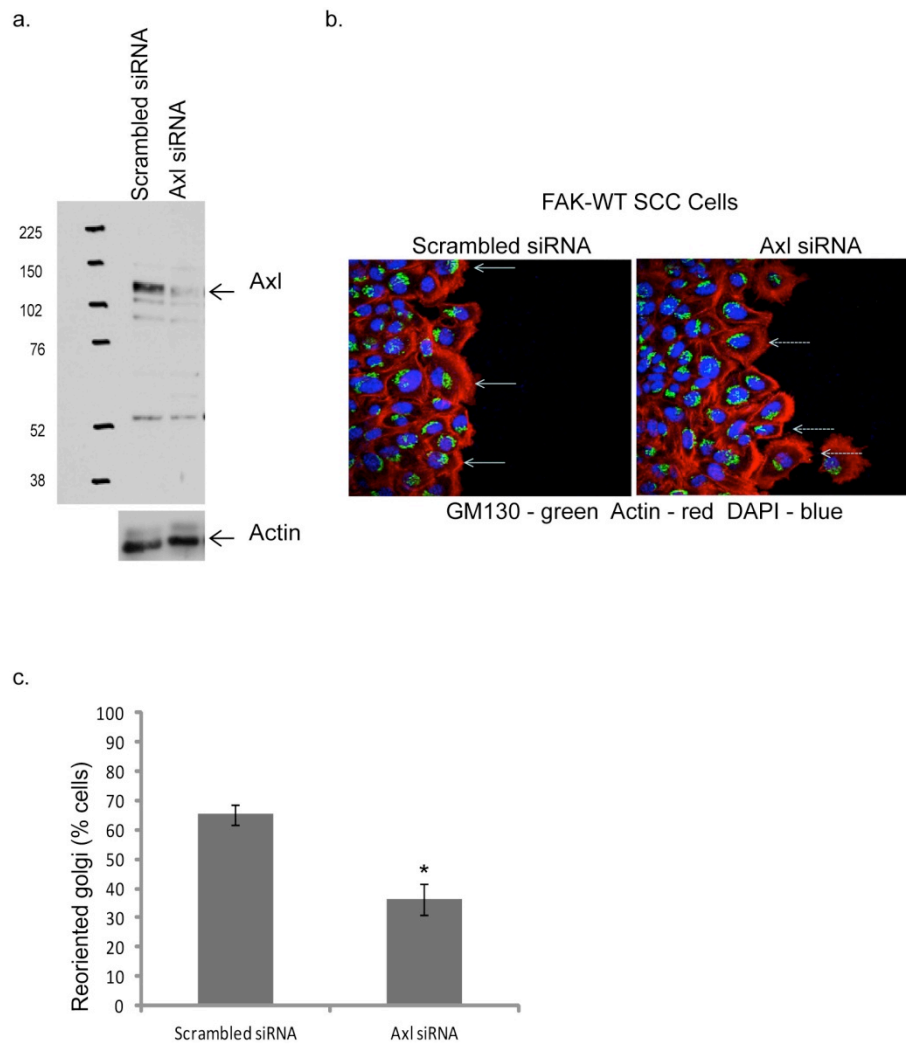 a.
Scrambled siRNA
Axl siRNA
225
150
102
76
52
38
Axl
Actin
b.
FAK-WT SCC Cells
Scrambled siRNA Axl siRNA
GM130 - green Actin - red DAPI - blue
c.
Reoriented golgi (% cells)
100
90
80
70
60
50
40
30
20
10
0
*
Scrambled siRNA Axl siRNA